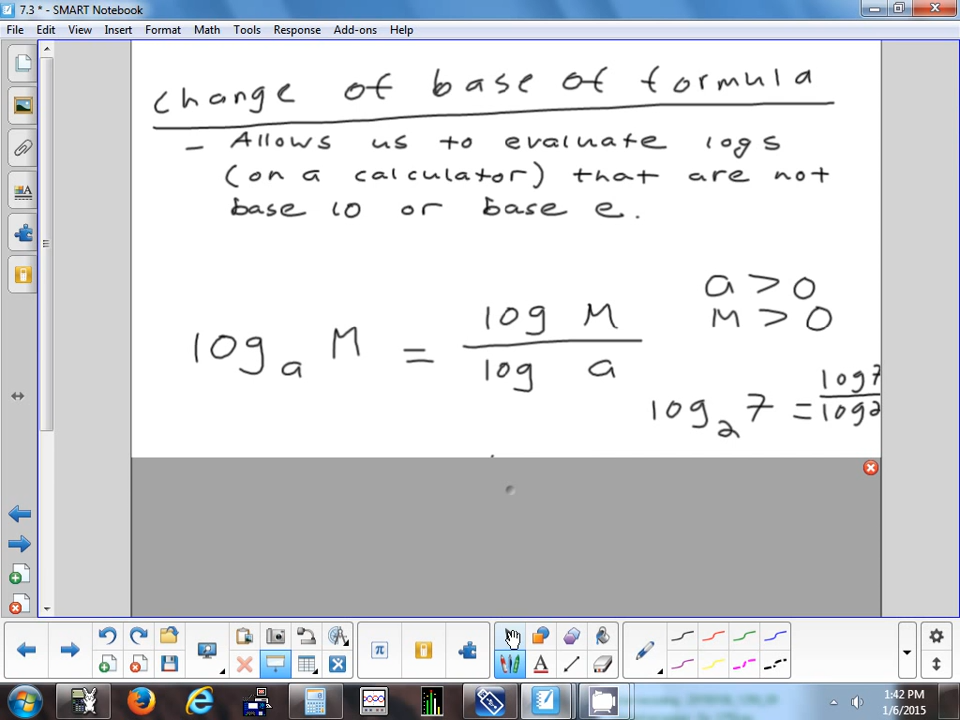 7.3 * - SMART Notebook
File Edit View Insert Format Math Tools Response Add-ons Help
change of base of formula
- Allows us to evaluate logs
(on a calculator) that are not
base 10 or base e.
a > 0
M > 0
log_a M = log M / log a
log_2 7 = log 7 / log 2
1:42 PM
1/6/2015